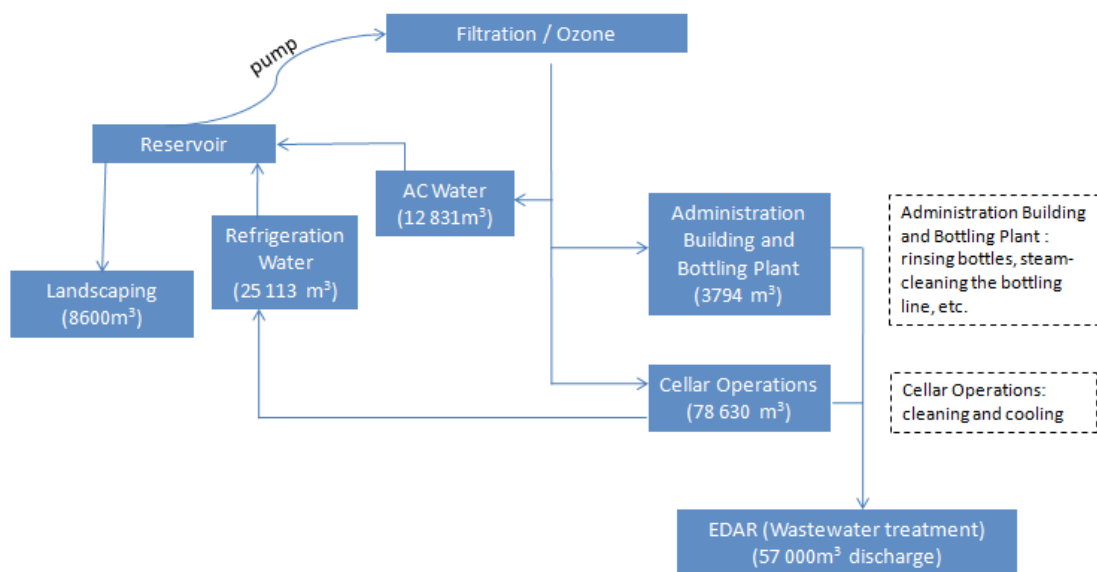 Filtration / Ozone
pump
Reservoir
AC Water
(12 831m³)
Refrigeration
Water
(25 113 m³)
Landscaping
(8600m³)
Administration
Building and
Bottling Plant
(3794 m³)
Administration Building
and Bottling Plant :
rinsing bottles, steam-
cleaning the bottling
line, etc.
Cellar Operations
(78 630 m³)
Cellar Operations:
cleaning and cooling
EDAR (Wastewater treatment)
(57 000m³ discharge)